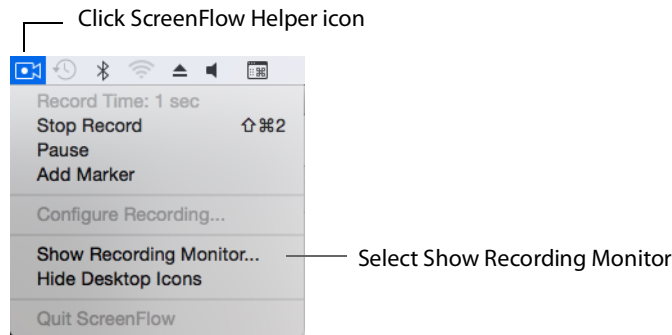 Click ScreenFlow Helper icon
Record Time: 1 sec
Stop Record ⇧⌘2
Pause
Add Marker
Configure Recording...
Show Recording Monitor...
Select Show Recording Monitor
Hide Desktop Icons
Quit ScreenFlow